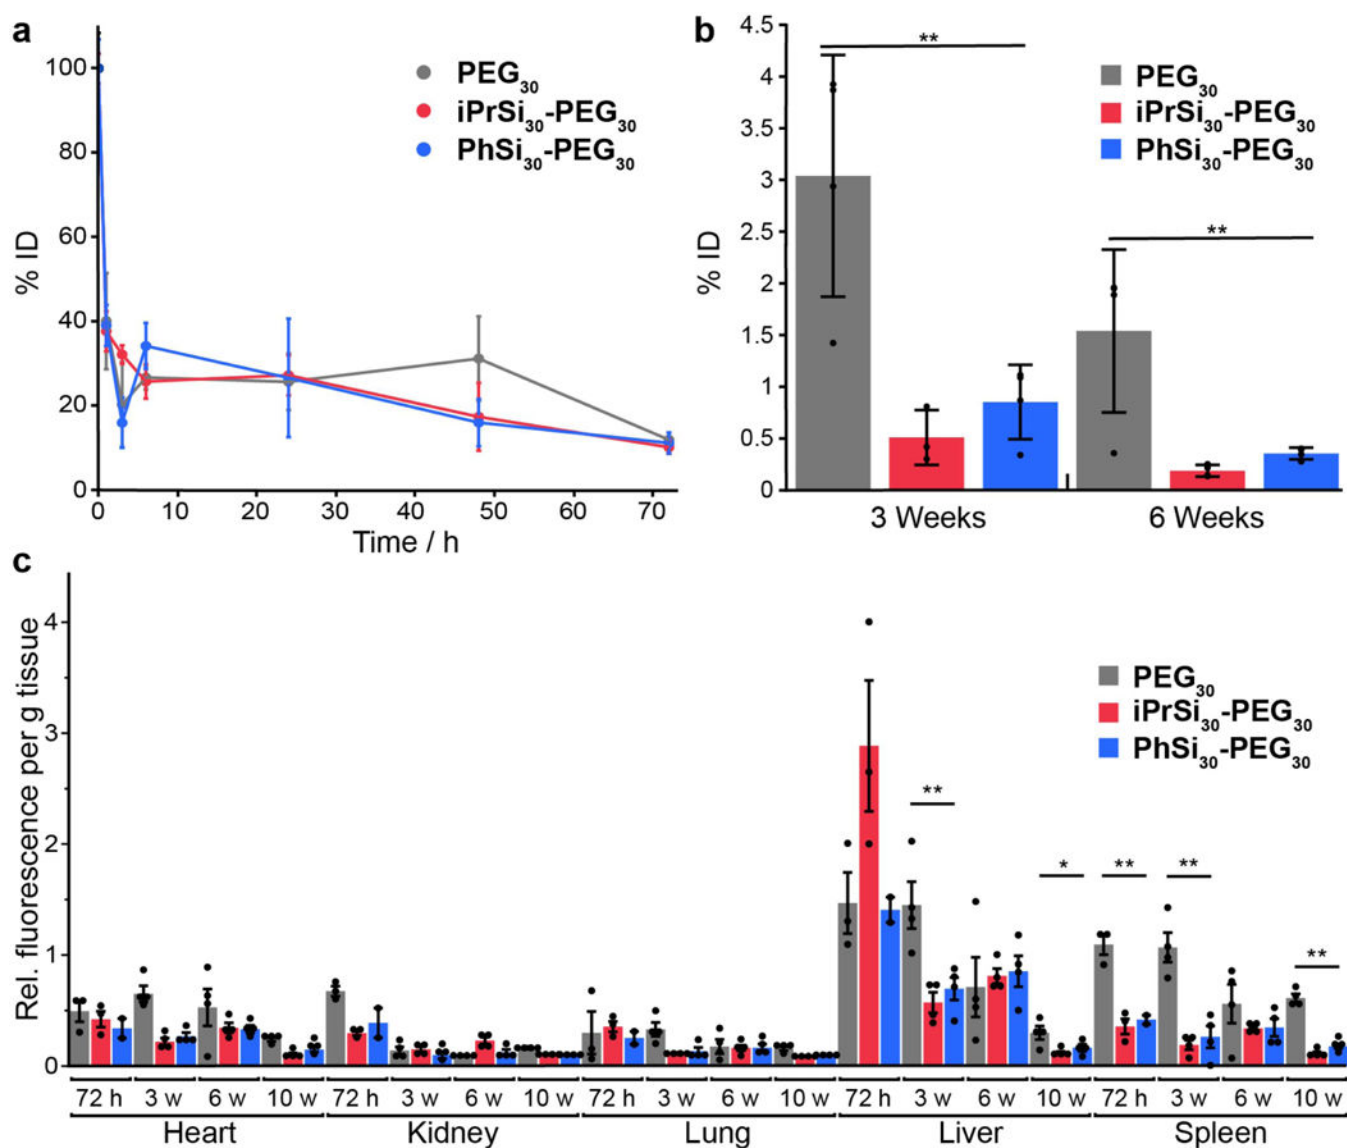 a
PEG₃₀
iPrSi₃₀-PEG₃₀
PhSi₃₀-PEG₃₀
% ID
100
80
60
40
20
0
0 10 20 30 40 50 60 70
Time / h
b
**
PEG₃₀
iPrSi₃₀-PEG₃₀
PhSi₃₀-PEG₃₀
**
% ID
4.5
4
3.5
3
2.5
2
1.5
1
0.5
0
3 Weeks 6 Weeks
c
PEG₃₀
iPrSi₃₀-PEG₃₀
PhSi₃₀-PEG₃₀
Rel. fluorescence per g tissue
4
3
2
1
0
** * ** ** **
72 h 3 w 6 w 10 w 72 h 3 w 6 w 10 w 72 h 3 w 6 w 10 w 72 h 3 w 6 w 10 w 72 h 3 w 6 w 10 w
Heart Kidney Lung Liver Spleen